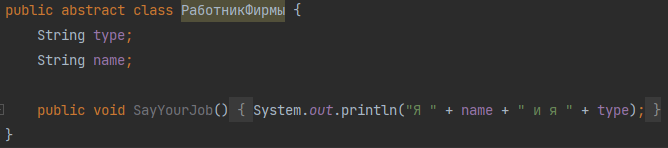 public abstract class РаботникФирмы {
String type;
String name;
public void SayYourJob() { System.out.println("Я " + name + " и я " + type); }
}